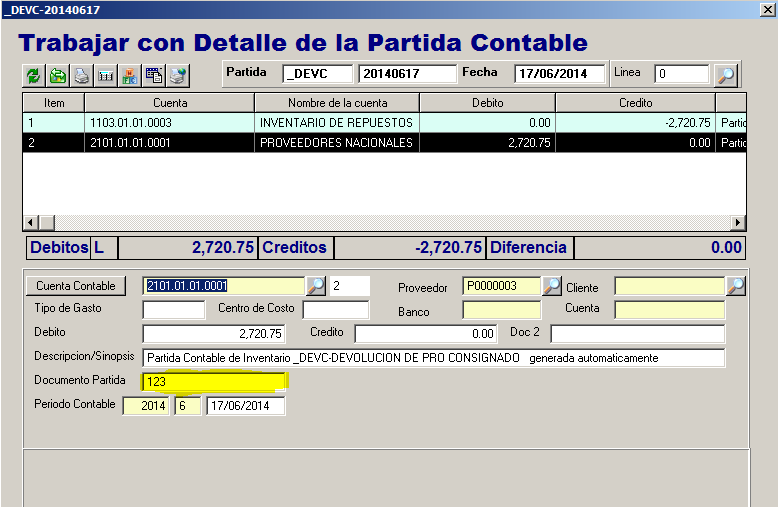 _DEVC-20140617
Trabajar con Detalle de la Partida Contable
Partida _DEVC 20140617 Fecha 17/06/2014 Linea 0
Item Cuenta Nombre de la cuenta Debito Credito
1 1103.01.01.0003 INVENTARIO DE REPUESTOS 0.00 -2,720.75 Partid
2 2101.01.01.0001 PROVEEDORES NACIONALES 2,720.75 0.00 Partid
Debitos L 2,720.75 Creditos -2,720.75 Diferencia 0.00
Cuenta Contable 2101.01.01.0001 2 Proveedor P0000003 Cliente
Tipo de Gasto Centro de Costo Banco Cuenta
Debito 2,720.75 Credito 0.00 Doc 2
Descripcion/Sinopsis Partida Contable de Inventario _DEVC-DEVOLUCION DE PRO CONSIGNADO generada automaticamente
Documento Partida 123
Periodo Contable 2014 6 17/06/2014